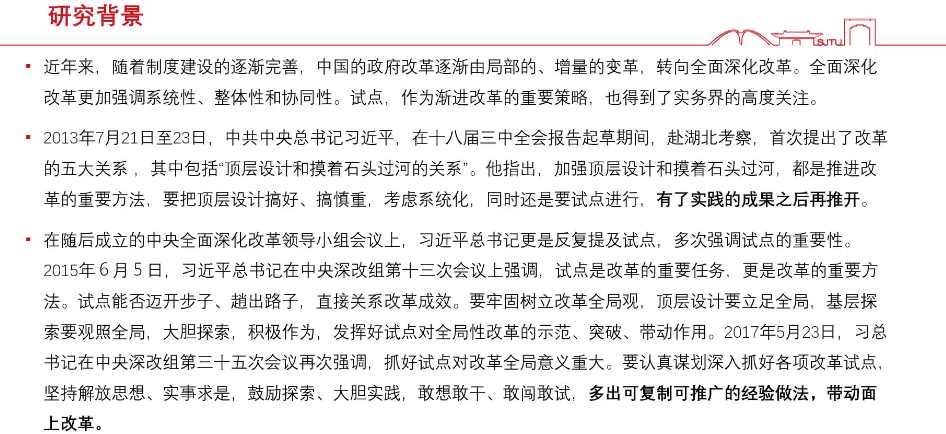 研究背景
SJTU
近年来，随着制度建设的逐渐完善，中国的政府改革逐渐由局部的、增量的变革，转向全面深化改革。全面深化
改革更加强调系统性、整体性和协同性。试点，作为渐进改革的重要策略，也得到了实务界的高度关注。
2013年7月21日至23日，中共中央总书记习近平，在十八届三中全会报告起草期间，赴湖北考察，首次提出了改革
的五大关系，其中包括“顶层设计和摸着石头过河的关系”。他指出，加强顶层设计和摸着石头过河，都是推进改
革的重要方法，要把顶层设计搞好、搞慎重，考虑系统化，同时还是要试点进行，有了实践的成果之后再推开。
在随后成立的中央全面深化改革领导小组会议上，习近平总书记更是反复提及试点，多次强调试点的重要性。
2015年6月5日，习近平总书记在中央深改组第十三次会议上强调，试点是改革的重要任务，更是改革的重要方
法。试点能否迈开步子、趟出路子，直接关系改革成效。要牢固树立改革全局观，顶层设计要立足全局，基层探
索要观照全局，大胆探索，积极作为，发挥好试点对全局性改革的示范、突破、带动作用。2017年5月23日，习总
书记在中央深改组第三十五次会议再次强调，抓好试点对改革全局意义重大。要认真谋划深入抓好各项改革试点，
坚持解放思想、实事求是，鼓励探索、大胆实践，敢想敢干、敢闯敢试，多出可复制可推广的经验做法，带动面
上改革。